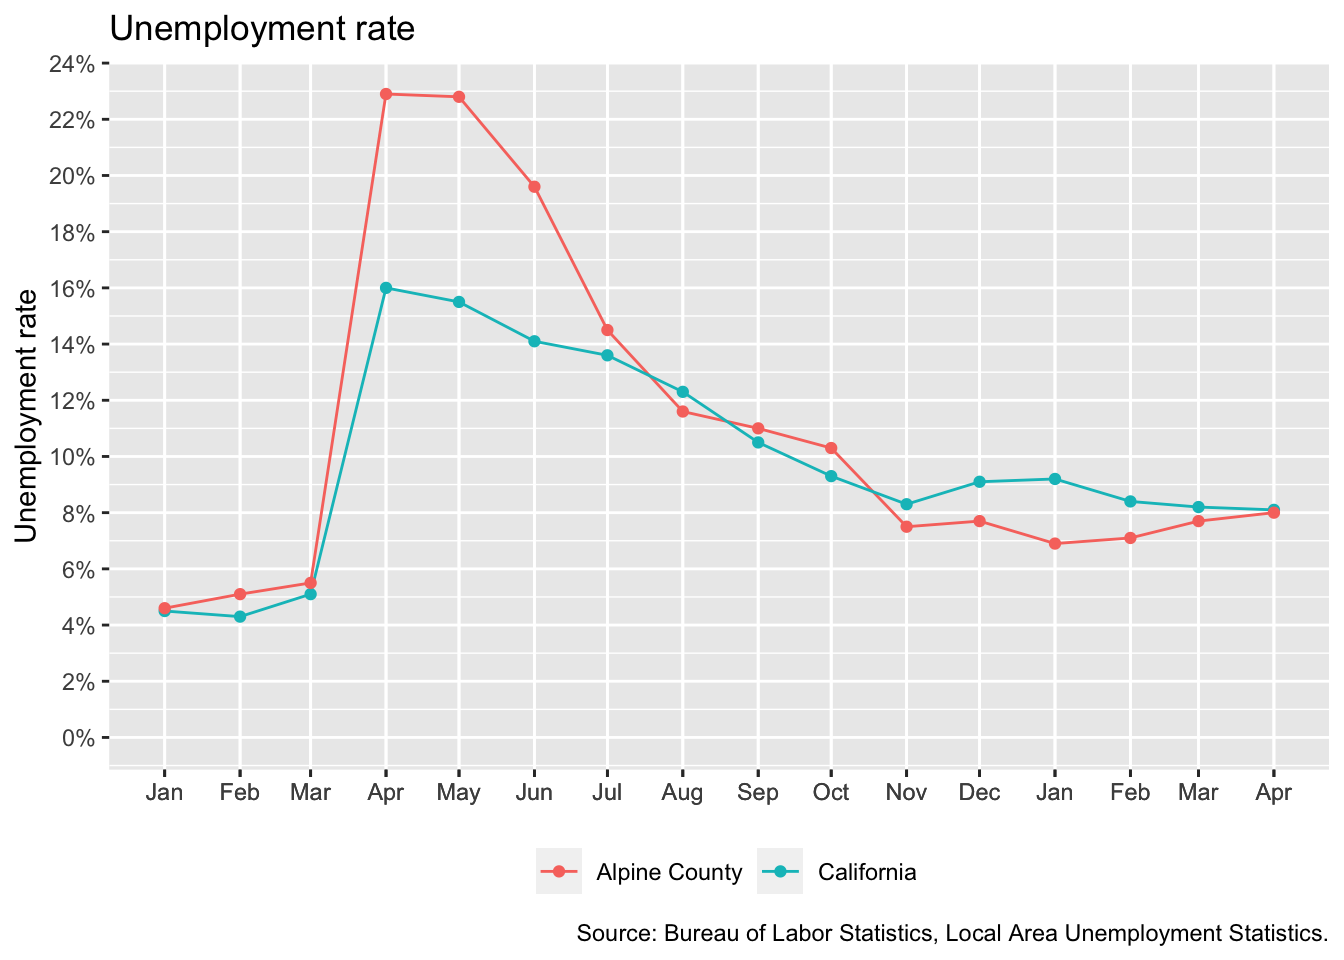 Unemployment rate
24%
22%
20%
18%
16%
14%
12%
10%
8%
6%
4%
2%
0%
Unemployment rate
Jan Feb Mar Apr May Jun Jul Aug Sep Oct Nov Dec Jan Feb Mar Apr
Alpine County California
Source: Bureau of Labor Statistics, Local Area Unemployment Statistics.